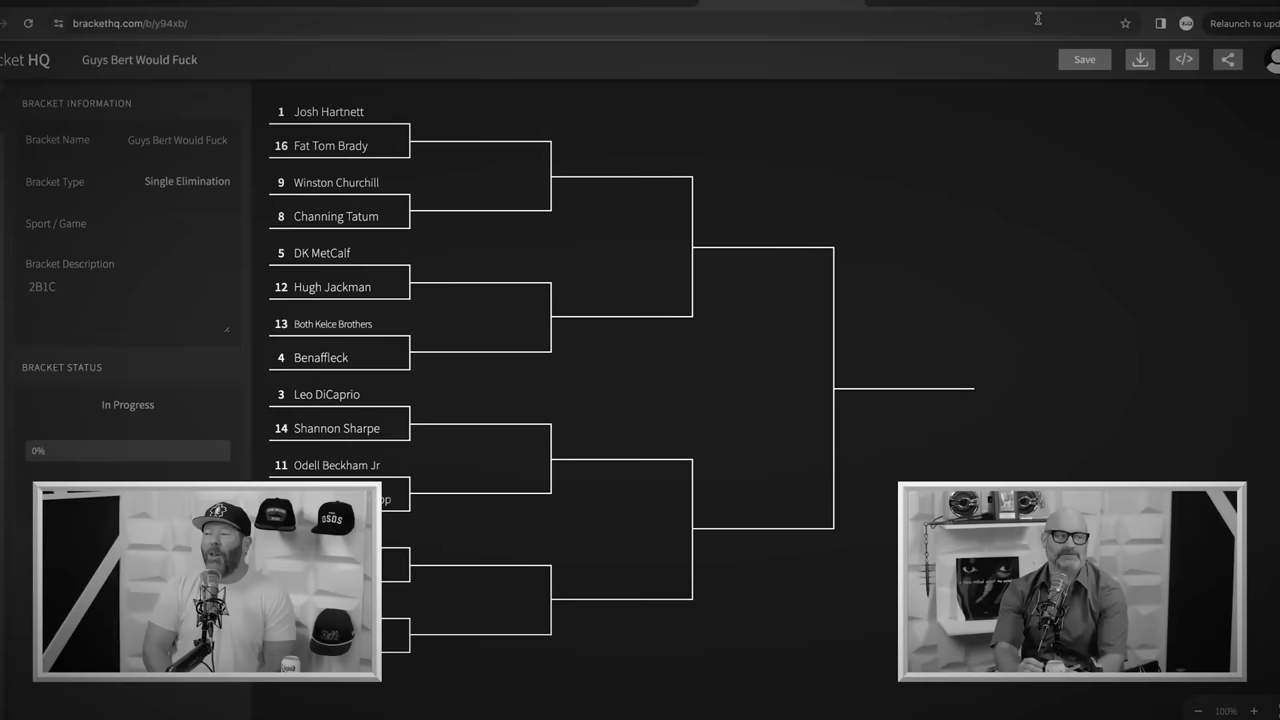 brackethq.com/b/y94xb/
Relaunch to upd
cket HQ
Guys Bert Would Fuck
Save
</>
BRACKET INFORMATION
Bracket Name
Guys Bert Would Fuck
Bracket Type
Single Elimination
Sport / Game
Bracket Description
2B1C
BRACKET STATUS
In Progress
0%
1 Josh Hartnett
16 Fat Tom Brady
9 Winston Churchill
8 Channing Tatum
5 DK MetCalf
12 Hugh Jackman
13 Both Kelce Brothers
4 Benaffleck
3 Leo DiCaprio
14 Shannon Sharpe
11 Odell Beckham Jr
op
OSOS
100%